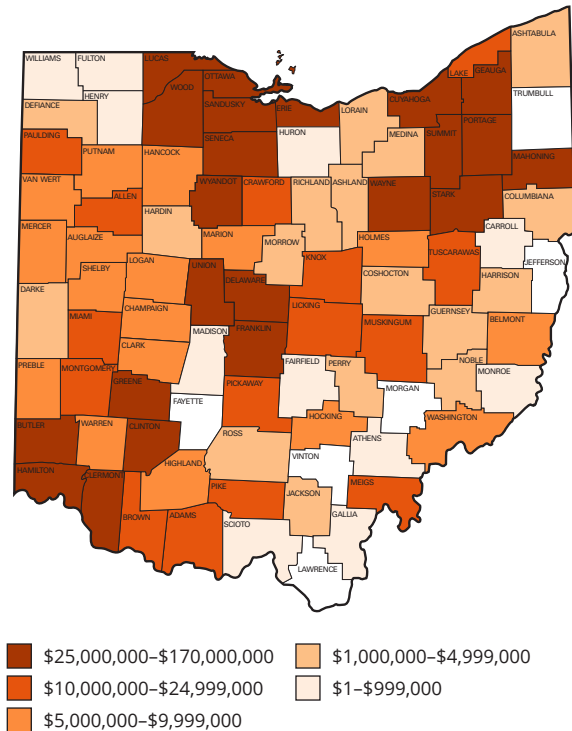 ASHTABULA
WILLIAMS
FULTON
LUCAS
OTTAWA
LAKE
GEAUGA
WOOD
HENRY
CUYAHOGA
TRUMBULL
DEFIANCE
SANDUSKY
ERIE
LORAIN
PORTAGE
PAULDING
SENECA
HURON
MEDINA
SUMMIT
PUTNAM
HANCOCK
MAHONING
VAN WERT
ALLEN
WYANDOT
CRAWFORD
RICHLAND
ASHLAND
WAYNE
STARK
COLUMBIANA
HARDIN
MERCER
AUGLAIZE
MARION
MORROW
HOLMES
CARROLL
TUSCARAWAS
LOGAN
UNION
KNOX
JEFFERSON
SHELBY
COSHOCTON
HARRISON
DARKE
DELAWARE
CHAMPAIGN
LICKING
GUERNSEY
MIAMI
MADISON
FRANKLIN
MUSKINGUM
BELMONT
CLARK
PREBLE
MONTGOMERY
FAIRFIELD
PERRY
NOBLE
MONROE
GREENE
PICKAWAY
MORGAN
FAYETTE
BUTLER
WARREN
CLINTON
HOCKING
WASHINGTON
ROSS
ATHENS
HAMILTON
CLERMONT
HIGHLAND
VINTON
PIKE
MEIGS
BROWN
ADAMS
JACKSON
SCIOTO
GALLIA
LAWRENCE
$25,000,000–$170,000,000
$10,000,000–$24,999,000
$5,000,000–$9,999,000
$1,000,000–$4,999,000
$1–$999,000